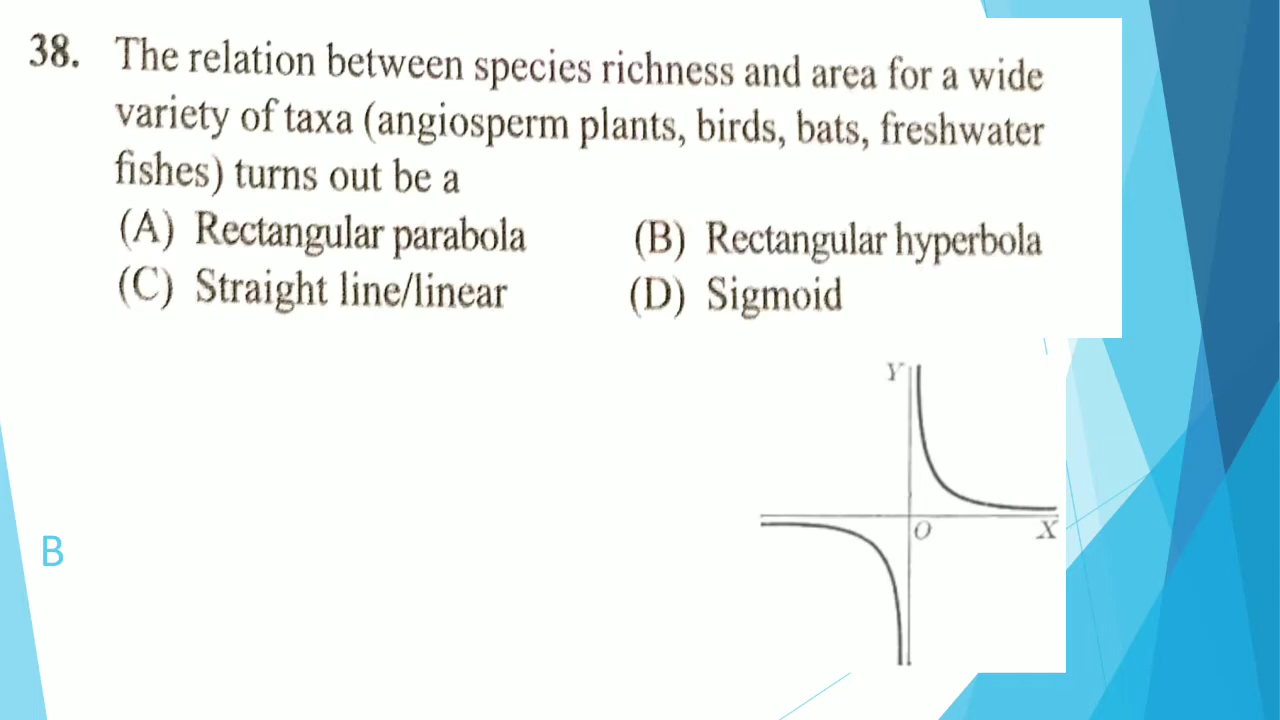 38. The relation between species richness and area for a wide
variety of taxa (angiosperm plants, birds, bats, freshwater
fishes) turns out be a
(A) Rectangular parabola (B) Rectangular hyperbola
(C) Straight line/linear (D) Sigmoid
Y
O X
B